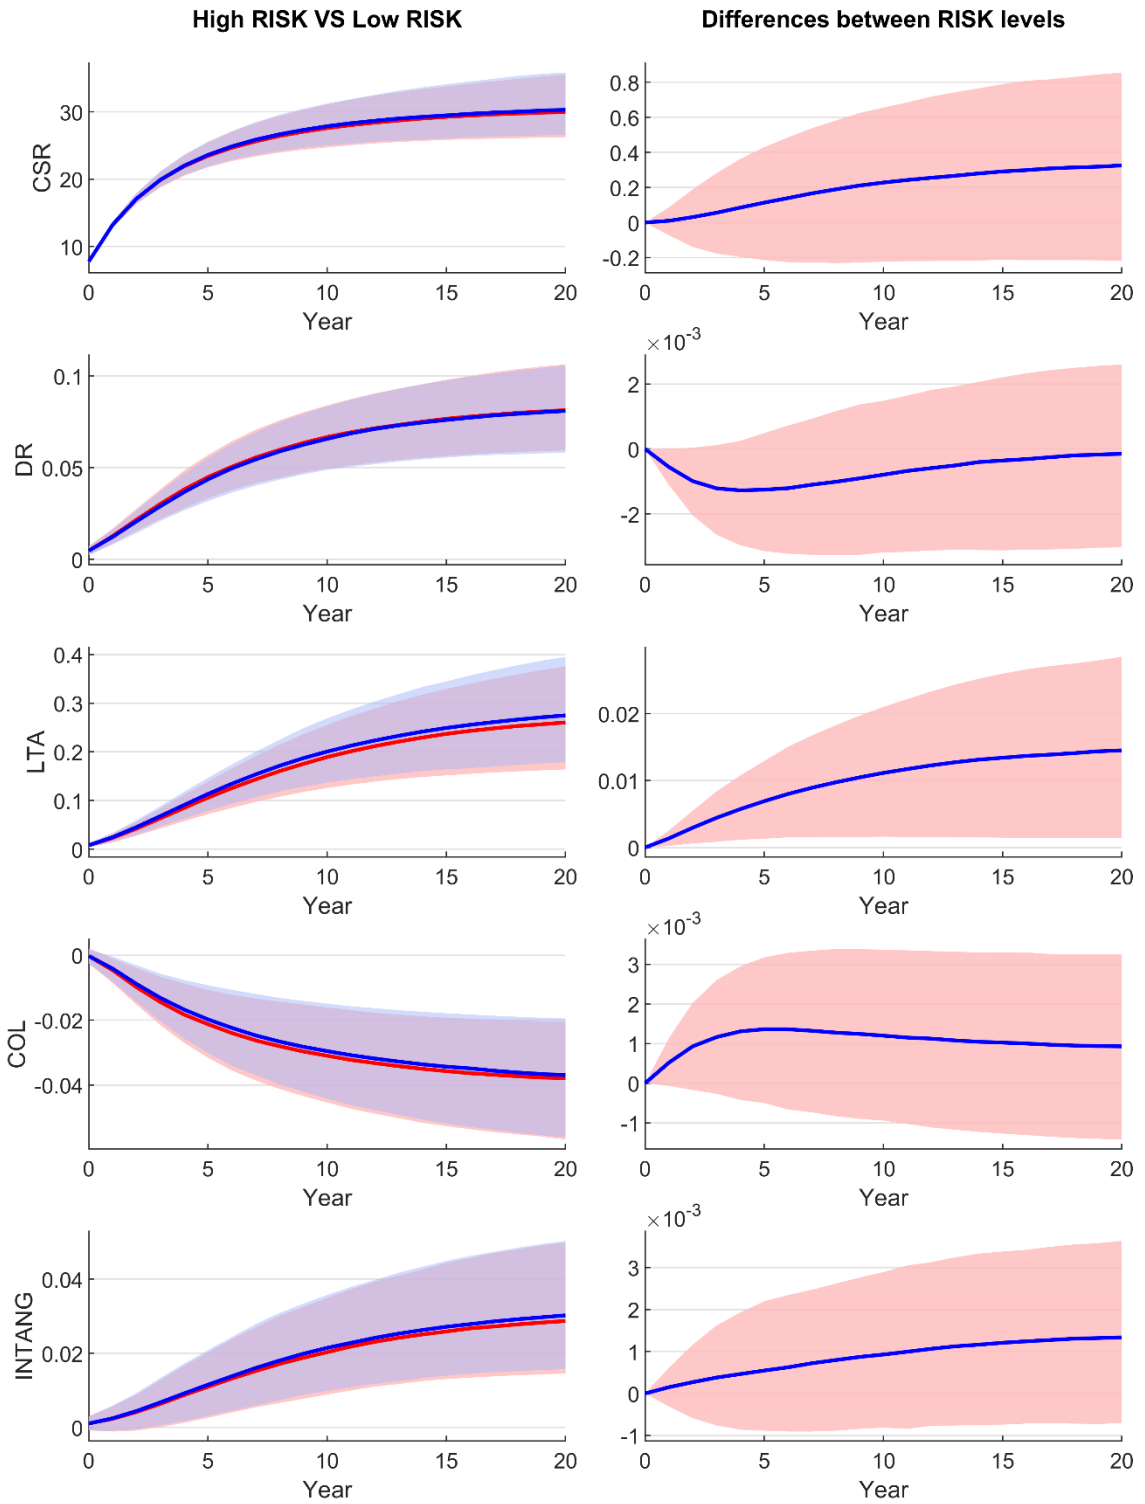 High RISK VS Low RISK
Differences between RISK levels
CSR
30
20
10
0 5 10 15 20
Year
0.8
0.6
0.4
0.2
0
-0.2
0 5 10 15 20
Year
DR
0.1
0.05
0
0 5 10 15 20
Year
×10-3
2
0
-2
0 5 10 15 20
Year
LTA
0.4
0.3
0.2
0.1
0
0 5 10 15 20
Year
0.02
0.01
0
0 5 10 15 20
Year
COL
0
-0.02
-0.04
0 5 10 15 20
Year
×10-3
3
2
1
0
-1
0 5 10 15 20
Year
INTANG
0.04
0.02
0
0 5 10 15 20
Year
×10-3
3
2
1
0
-1
0 5 10 15 20
Year